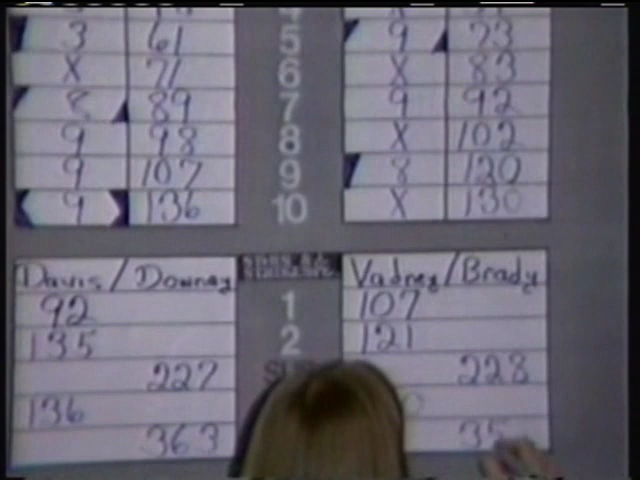 3 61 5 9 73
X 71 6 X 83
8 89 7 9 92
9 98 8 X 102
9 107 9 8 120
9 136 10 X 130
Davis/Downey Vadney/Brady
92 1 107
135 2 121
227 228
136
363 35